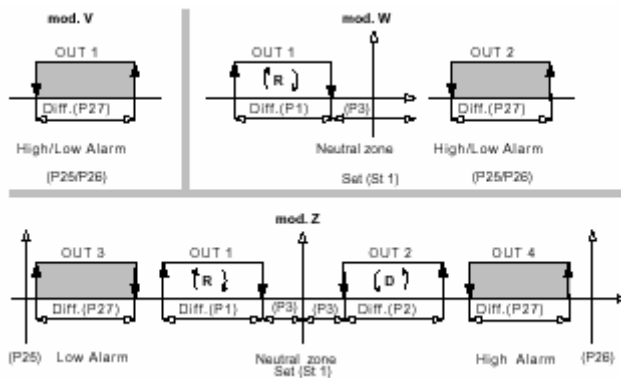 mod. V
OUT 1
Diff.(P27)
High/Low Alarm
(P25/P26)
mod. W
OUT 1
R
Diff.(P1)
(P3)
Neutral zone
Set (St 1)
OUT 2
Diff.(P27)
High/Low Alarm
(P25/P26)
mod. Z
OUT 3
OUT 1
OUT 2
OUT 4
R
D
Diff.(P27)
Diff.(P1)
(P3)
(P3)
Diff.(P2)
Diff.(P27)
(P25)
Low Alarm
Neutral zone
Set (St 1)
High Alarm
(P26)